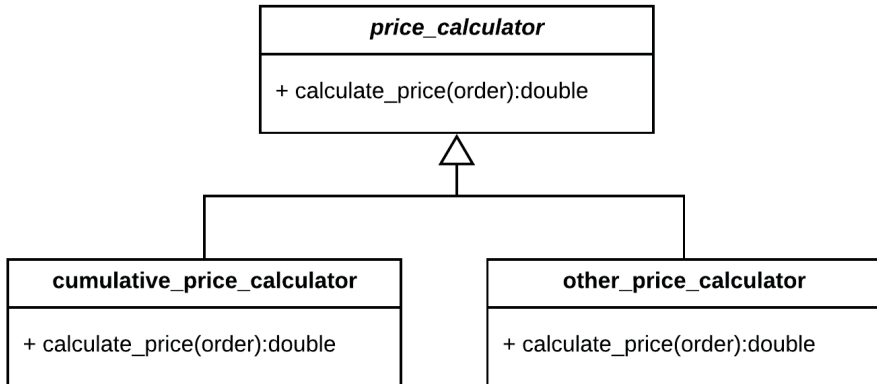 price_calculator
+ calculate_price(order):double
cumulative_price_calculator
+ calculate_price(order):double
other_price_calculator
+ calculate_price(order):double